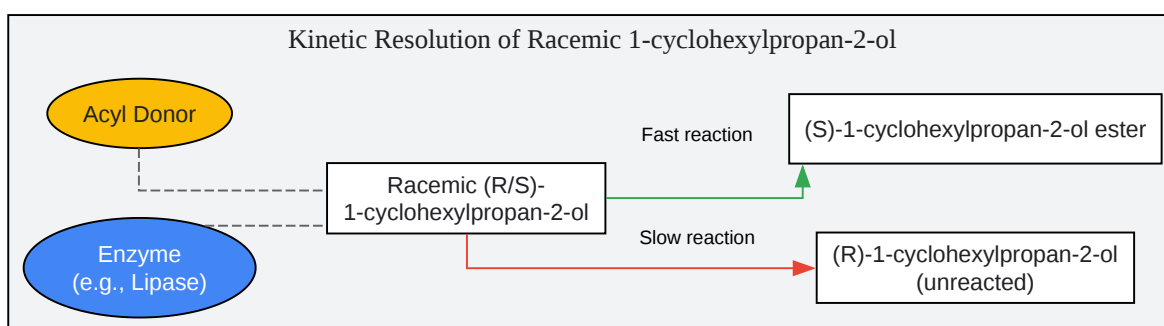 Kinetic Resolution of Racemic 1-cyclohexylpropan-2-ol
Acyl Donor
Fast reaction
(S)-1-cyclohexylpropan-2-ol ester
Racemic (R/S)-
1-cyclohexylpropan-2-ol
Enzyme
(e.g., Lipase)
Slow reaction
(R)-1-cyclohexylpropan-2-ol
(unreacted)